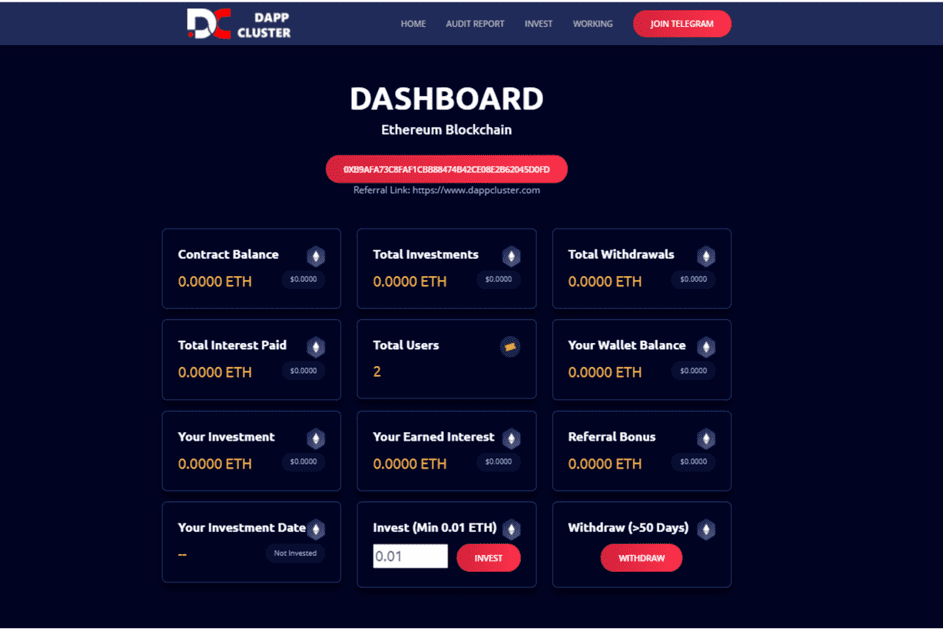 DAPP
CLUSTER
HOME AUDIT REPORT INVEST WORKING JOIN TELEGRAM
DASHBOARD
Ethereum Blockchain
0XB9AFA73C8FAF1CBB88474B42CE08E2B62045D0FD
Referral Link: https://www.dappcluster.com
Contract Balance
0.0000 ETH $0.0000
Total Investments
0.0000 ETH $0.0000
Total Withdrawals
0.0000 ETH $0.0000
Total Interest Paid
0.0000 ETH $0.0000
Total Users
2
Your Wallet Balance
0.0000 ETH $0.0000
Your Investment
0.0000 ETH $0.0000
Your Earned Interest
0.0000 ETH $0.0000
Referral Bonus
0.0000 ETH $0.0000
Your Investment Date
-- Not Invested
Invest (Min 0.01 ETH)
0.01 INVEST
Withdraw (>50 Days)
WITHDRAW